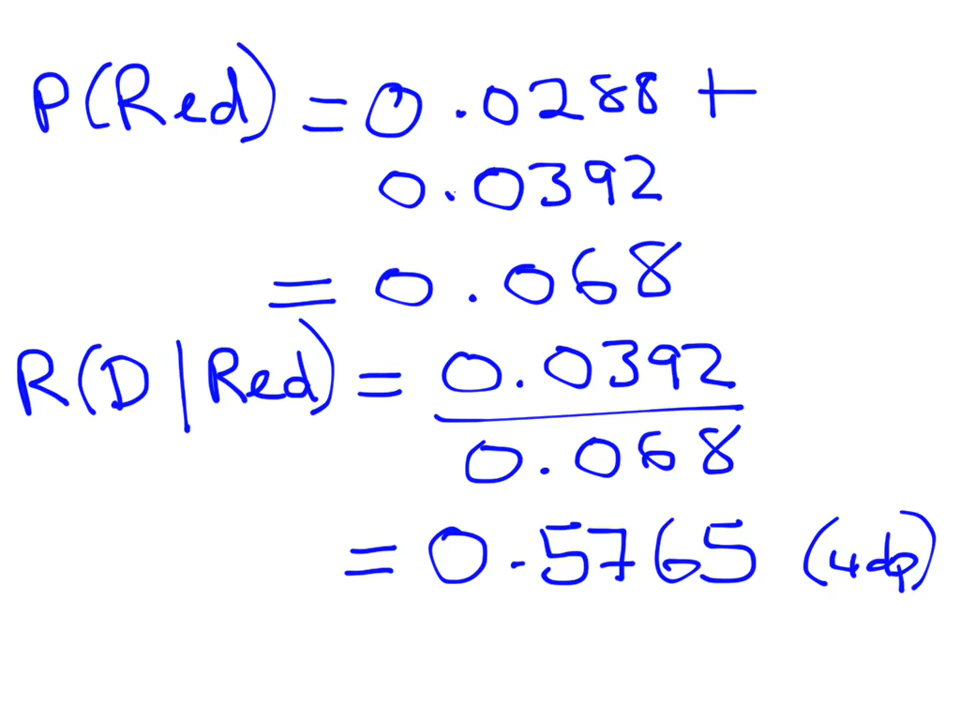 P(Red) = 0.0288 +
0.0392
= 0.068
R(D | Red) = 0.0392
0.068
= 0.5765 (4dp)